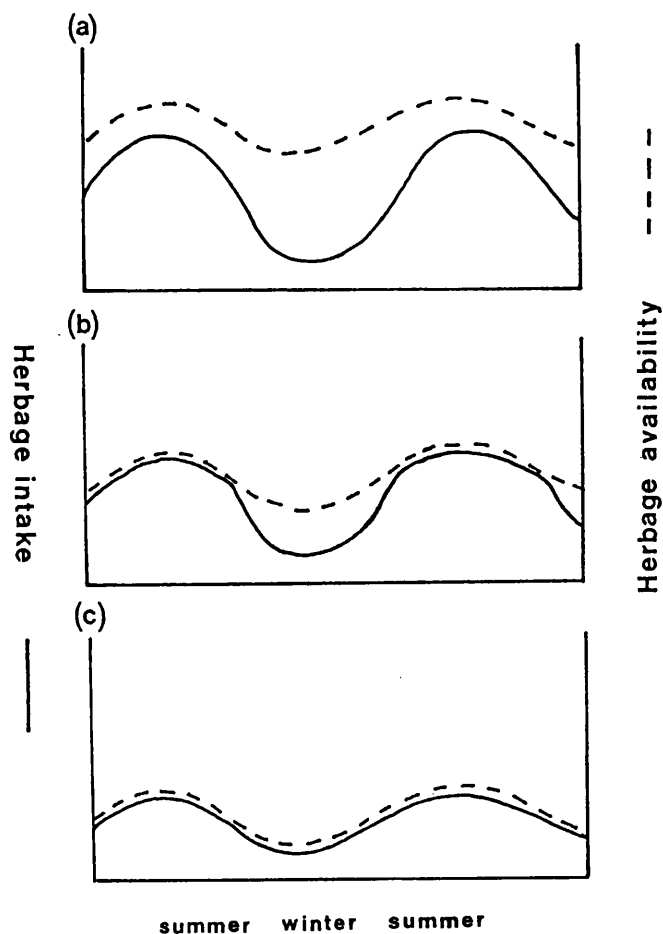 (a)
(b)
(c)
Herbage intake
Herbage availability
summer winter summer